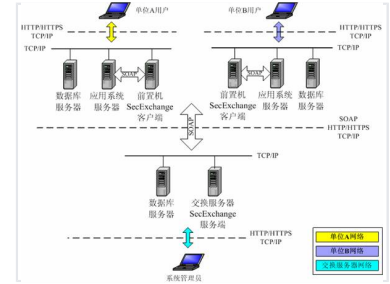 单位A用户
单位B用户
HTTP/HTTPS
TCP/IP
HTTP/HTTPS
TCP/IP
TCP/IP
TCP/IP
SOAP
SOAP
数据库
服务器
应用系统
服务器
前置机
SecExchange
客户端
前置机
SecExchange
客户端
应用系统
服务器
数据库
服务器
SOAP
SOAP
HTTP/HTTPS
TCP/IP
TCP/IP
数据库
服务器
交换服务器
SecExchange
服务端
HTTP/HTTPS
TCP/IP
系统管理员
单位A网络
单位B网络
交换服务器网络